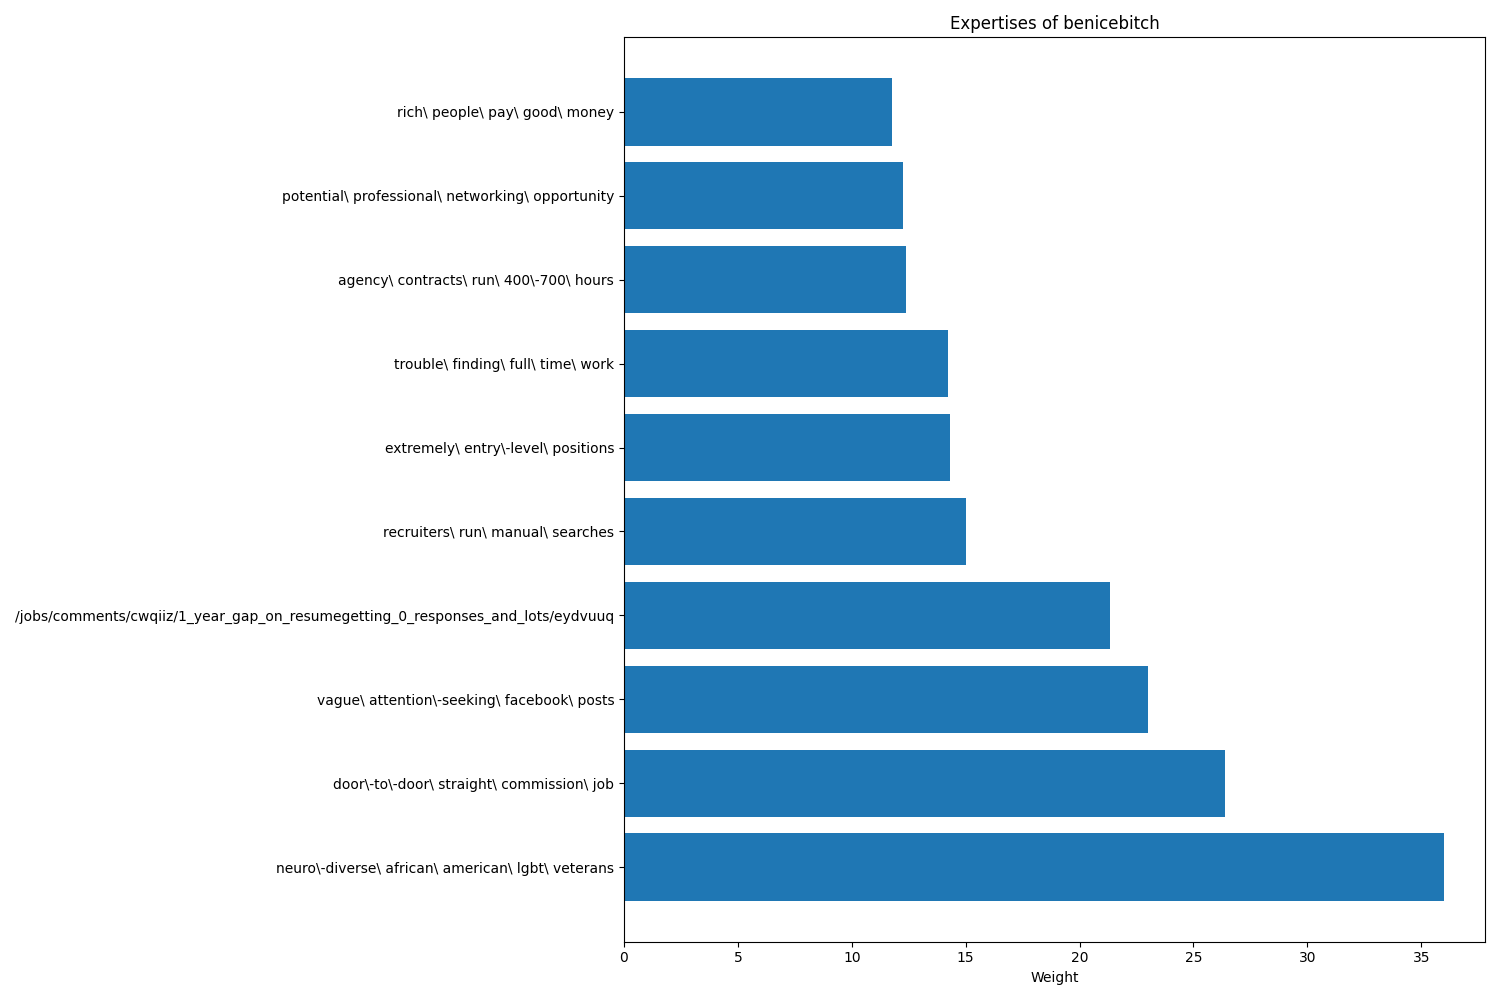 Expertises of benicebitch
rich\ people\ pay\ good\ money
potential\ professional\ networking\ opportunity
agency\ contracts\ run\ 400\-700\ hours
trouble\ finding\ full\ time\ work
extremely\ entry\-level\ positions
recruiters\ run\ manual\ searches
/jobs/comments/cwqiiz/1_year_gap_on_resumegetting_0_responses_and_lots/eydvuuq
vague\ attention\-seeking\ facebook\ posts
door\-to\-door\ straight\ commission\ job
neuro\-diverse\ african\ american\ lgbt\ veterans
0 5 10 15 20 25 30 35
Weight